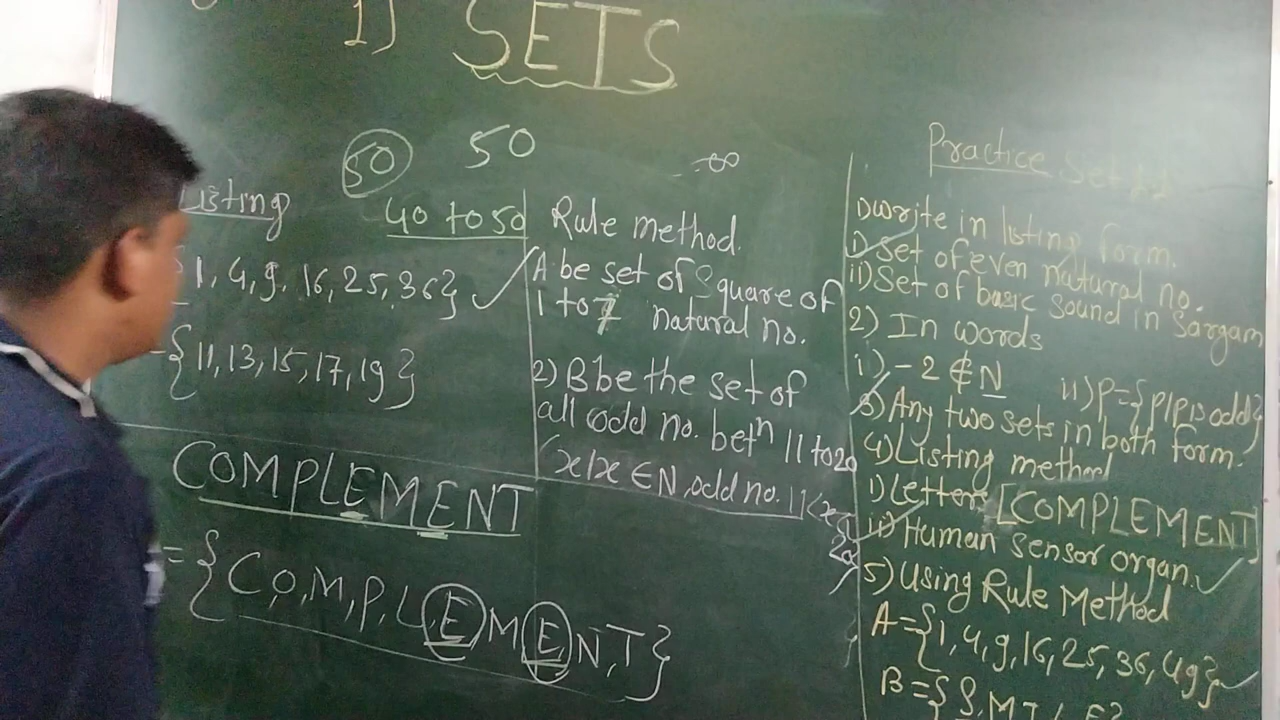 1) SETS
50 50 ∞
Listing
40 to 50
1, 4, 9, 16, 25, 36}
={11, 13, 15, 17, 19}
COMPLEMENT
={C,O,M,P,L,E,M,E,N,T}
Rule method.
A be set of square of
1 to 7 natural no.
2) B be the set of
all odd no. betn 11 to 20
(x/x ∈ N, odd no. 11<x<
20
Practice Set
1) write in listing form.
i) Set of even natural no.
ii) Set of basic sound in Sargam
2) In words
i) -2 ∉ N ii) P={p/p is odd}
3) Any two sets in both form.
4) Listing method
i) Letters [COMPLEMENT]
ii) Human Sensor organ.
5) Using Rule Method
A={1, 4, 9, 16, 25, 36, 49}
B={